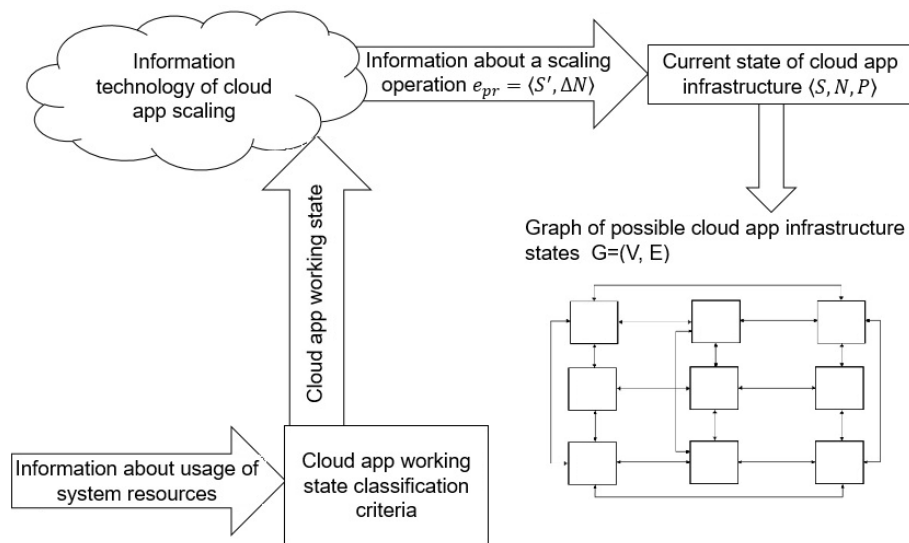 Information
technology of cloud
app scaling
Information about a scaling
operation 𝑒𝑝𝑟 = ⟨𝑆′, Δ𝑁⟩
Current state of cloud app
infrastructure ⟨𝑆, 𝑁, 𝑃⟩
Cloud app working state
Graph of possible cloud app infrastructure
states G=(V, E)
Information about usage of
system resources
Cloud app working
state classification
criteria